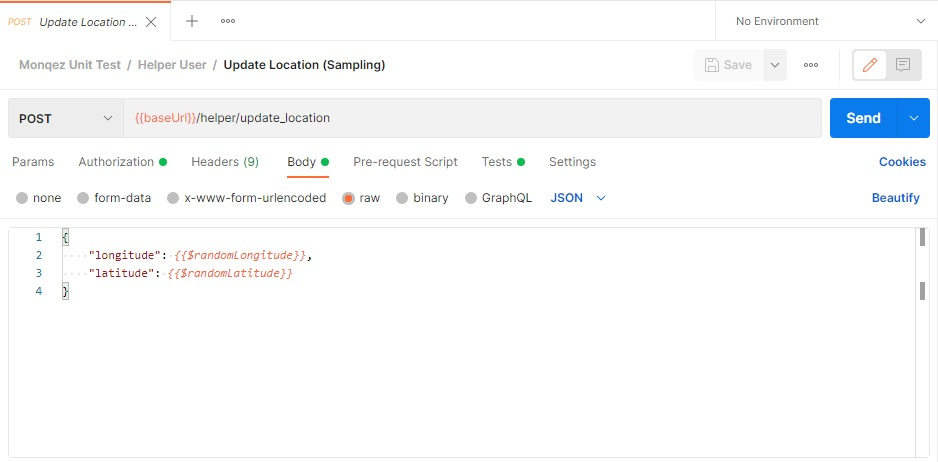 POST Update Location ...
No Environment
Monqez Unit Test / Helper User / Update Location (Sampling)
Save
POST
{{baseUrl}}/helper/update_location
Send
Params Authorization Headers (9) Body Pre-request Script Tests Settings Cookies
none form-data x-www-form-urlencoded raw binary GraphQL JSON Beautify
1 {
2 "longitude": {{$randomLongitude}},
3 "latitude": {{$randomLatitude}}
4 }